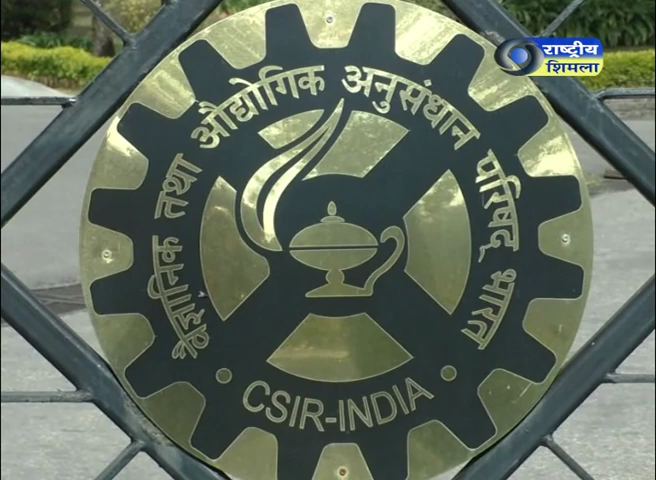 राष्ट्रीय
शिमला
वैज्ञानिक तथा औद्योगिक अनुसंधान परिषद् भारत
CSIR-INDIA